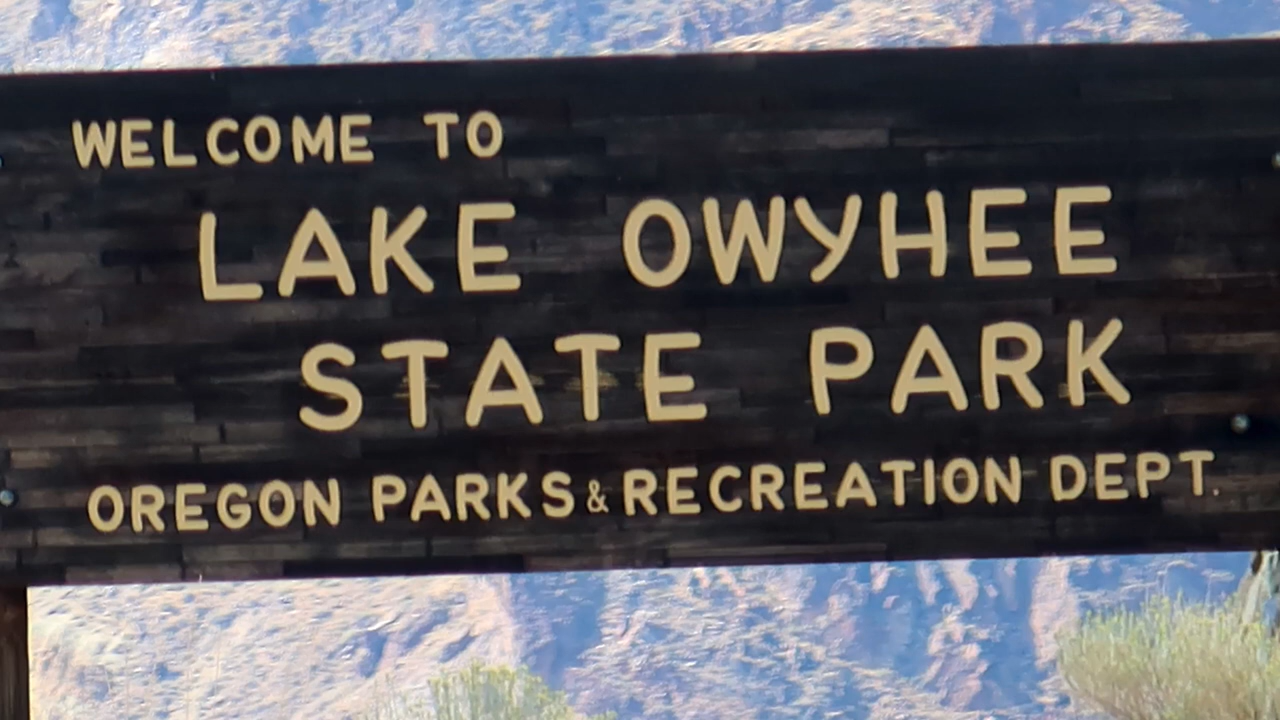 WELCOME TO
LAKE OWYHEE
STATE PARK
OREGON PARKS & RECREATION DEPT.